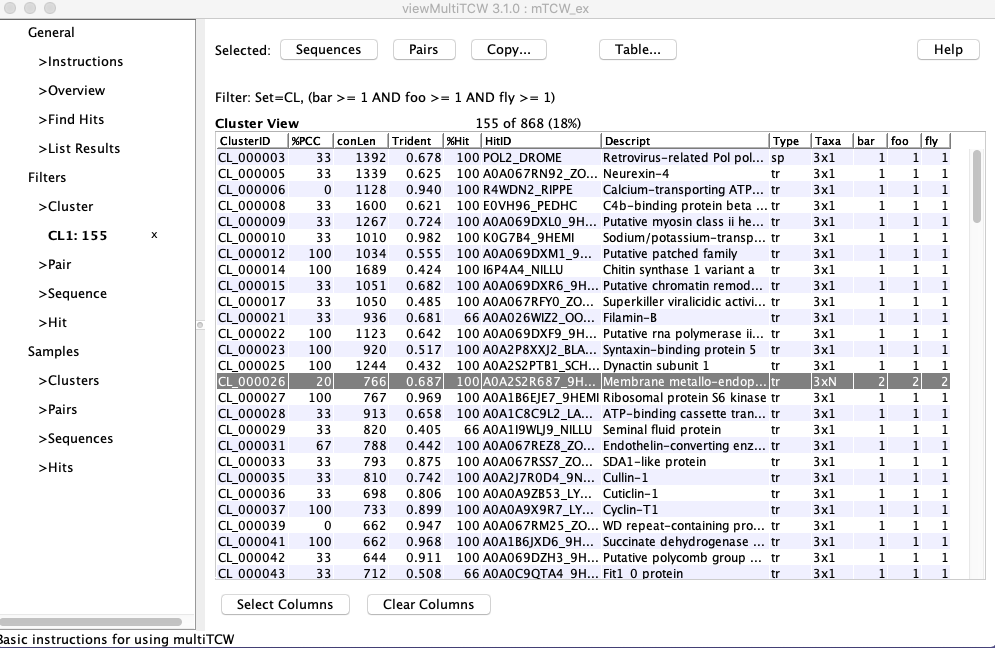 viewMultiTCW 3.1.0 : mTCW_ex
General
>Instructions
>Overview
>Find Hits
>List Results
Filters
>Cluster
CL1: 155 x
>Pair
>Sequence
>Hit
Samples
>Clusters
>Pairs
>Sequences
>Hits
Selected: Sequences Pairs Copy... Table... Help
Filter: Set=CL, (bar >= 1 AND foo >= 1 AND fly >= 1)
Cluster View 155 of 868 (18%)
ClusterID %PCC conLen Trident %Hit HitID Descript Type Taxa bar foo fly
CL_000003 33 1392 0.678 100 POL2_DROME Retrovirus-related Pol pol... sp 3x1 1 1 1
CL_000005 33 1339 0.625 100 A0A067RN92_ZO... Neurexin-4 tr 3x1 1 1 1
CL_000006 0 1128 0.940 100 R4WDN2_RIPPE Calcium-transporting ATP... tr 3x1 1 1 1
CL_000008 33 1600 0.621 100 E0VH96_PEDHC C4b-binding protein beta ... tr 3x1 1 1 1
CL_000009 33 1267 0.724 100 A0A069DXL0_9H... Putative myosin class ii he... tr 3x1 1 1 1
CL_000010 33 1010 0.982 100 K0G7B4_9HEMI Sodium/potassium-transp... tr 3x1 1 1 1
CL_000012 100 1034 0.555 100 A0A069DXM1_9... Putative patched family tr 3x1 1 1 1
CL_000014 100 1689 0.424 100 I6P4A4_NILLU Chitin synthase 1 variant a tr 3x1 1 1 1
CL_000015 33 1051 0.682 100 A0A069DXR6_9H... Putative chromatin remod... tr 3x1 1 1 1
CL_000017 33 1050 0.485 100 A0A067RFY0_ZO... Superkiller viralicidic activi... tr 3x1 1 1 1
CL_000021 33 936 0.681 66 A0A026WIZ2_OO... Filamin-B tr 3x1 1 1 1
CL_000022 100 1123 0.642 100 A0A069DXF9_9H... Putative rna polymerase ii... tr 3x1 1 1 1
CL_000023 100 920 0.517 100 A0A2P8XXJ2_BLA... Syntaxin-binding protein 5 tr 3x1 1 1 1
CL_000025 100 1244 0.432 100 A0A2S2PTB1_SCH... Dynactin subunit 1 tr 3x1 1 1 1
CL_000026 20 766 0.687 100 A0A2S2R687_9H... Membrane metallo-endop... tr 3xN 2 2 2
CL_000027 100 767 0.969 100 A0A1B6EJE7_9HEMI Ribosomal protein S6 kinase tr 3x1 1 1 1
CL_000028 33 913 0.658 100 A0A1C8C9L2_LA... ATP-binding cassette tran... tr 3x1 1 1 1
CL_000029 33 820 0.405 66 A0A1I9WLJ9_NILLU Seminal fluid protein tr 3x1 1 1 1
CL_000031 67 788 0.442 100 A0A067REZ8_ZO... Endothelin-converting enz... tr 3x1 1 1 1
CL_000033 33 793 0.875 100 A0A067RSS7_ZO... SDA1-like protein tr 3x1 1 1 1
CL_000035 33 810 0.742 100 A0A2J7R0D4_9N... Cullin-1 tr 3x1 1 1 1
CL_000036 33 698 0.806 100 A0A0A9ZB53_LY... Cuticlin-1 tr 3x1 1 1 1
CL_000037 100 733 0.899 100 A0A0A9X9R7_LY... Cyclin-T1 tr 3x1 1 1 1
CL_000039 0 662 0.947 100 A0A067RM25_ZO... WD repeat-containing pro... tr 3x1 1 1 1
CL_000041 100 662 0.968 100 A0A1B6JXD6_9H... Succinate dehydrogenase ... tr 3x1 1 1 1
CL_000042 33 644 0.911 100 A0A069DZH3_9H... Putative polycomb group ... tr 3x1 1 1 1
CL_000043 33 712 0.508 66 A0A0C9QTA4_9H... Fit1_0 protein tr 3x1 1 1 1
Select Columns Clear Columns
Basic instructions for using multiTCW